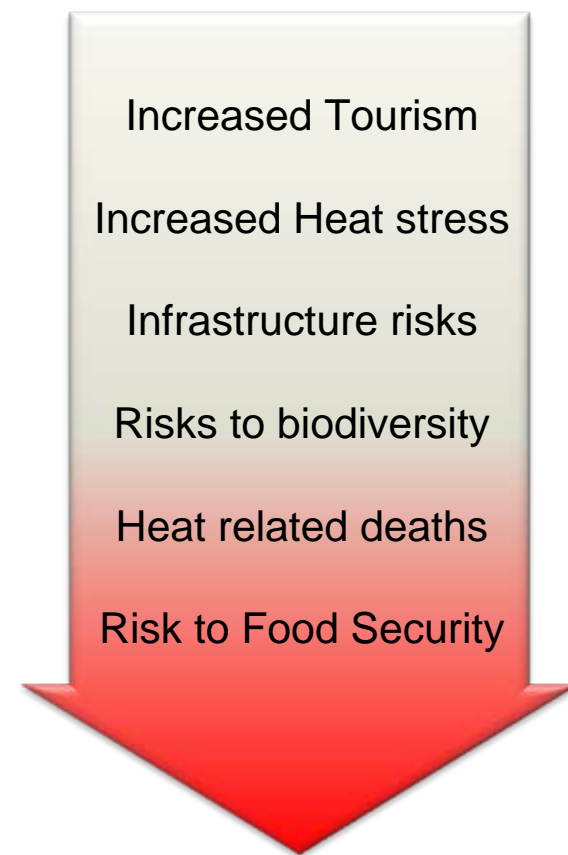 Increased Tourism
Increased Heat stress
Infrastructure risks
Risks to biodiversity
Heat related deaths
Risk to Food Security